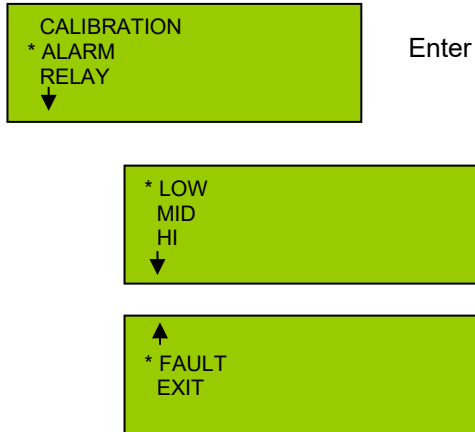 CALIBRATION
* ALARM
RELAY
Enter
* LOW
MID
HI
* FAULT
EXIT